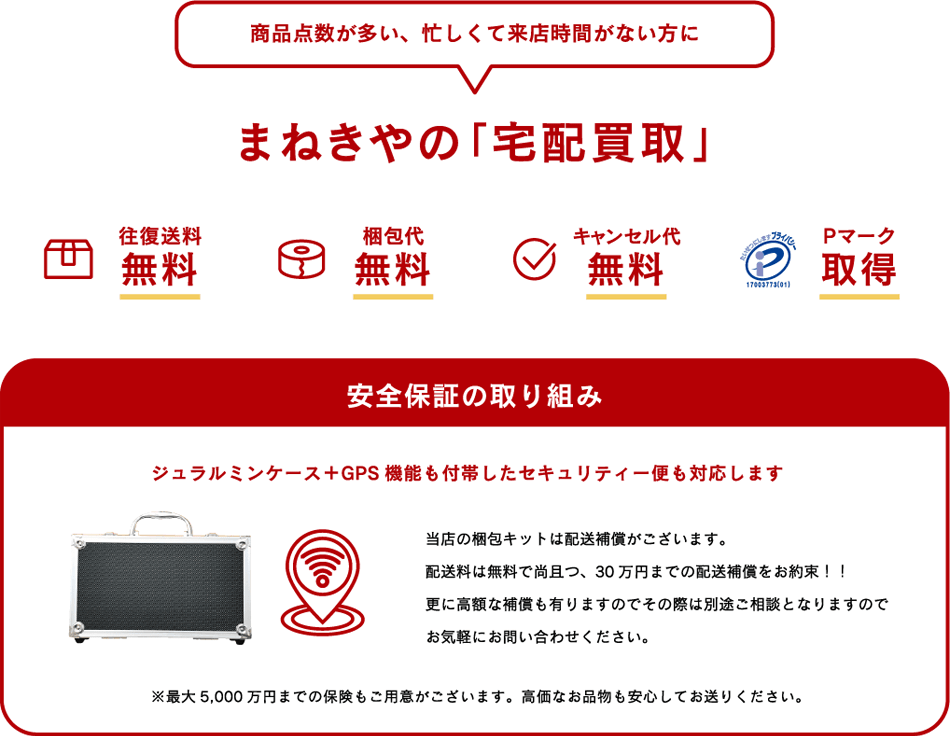 商品点数が多い、忙しくて来店時間がない方に
まねきやの「宅配買取」
往復送料
無料
梱包代
無料
キャンセル代
無料
たいせつにします プライバシー
17003773(01)
Pマーク
取得
安全保証の取り組み
ジュラルミンケース＋GPS機能も付帯したセキュリティー便も対応します
当店の梱包キットは配送補償がございます。
配送料は無料で尚且つ、30万円までの配送補償をお約束！！
更に高額な補償も有りますのでその際は別途ご相談となりますので
お気軽にお問い合わせください。
※最大5,000万円までの保険もご用意がございます。高価なお品物も安心してお送りください。